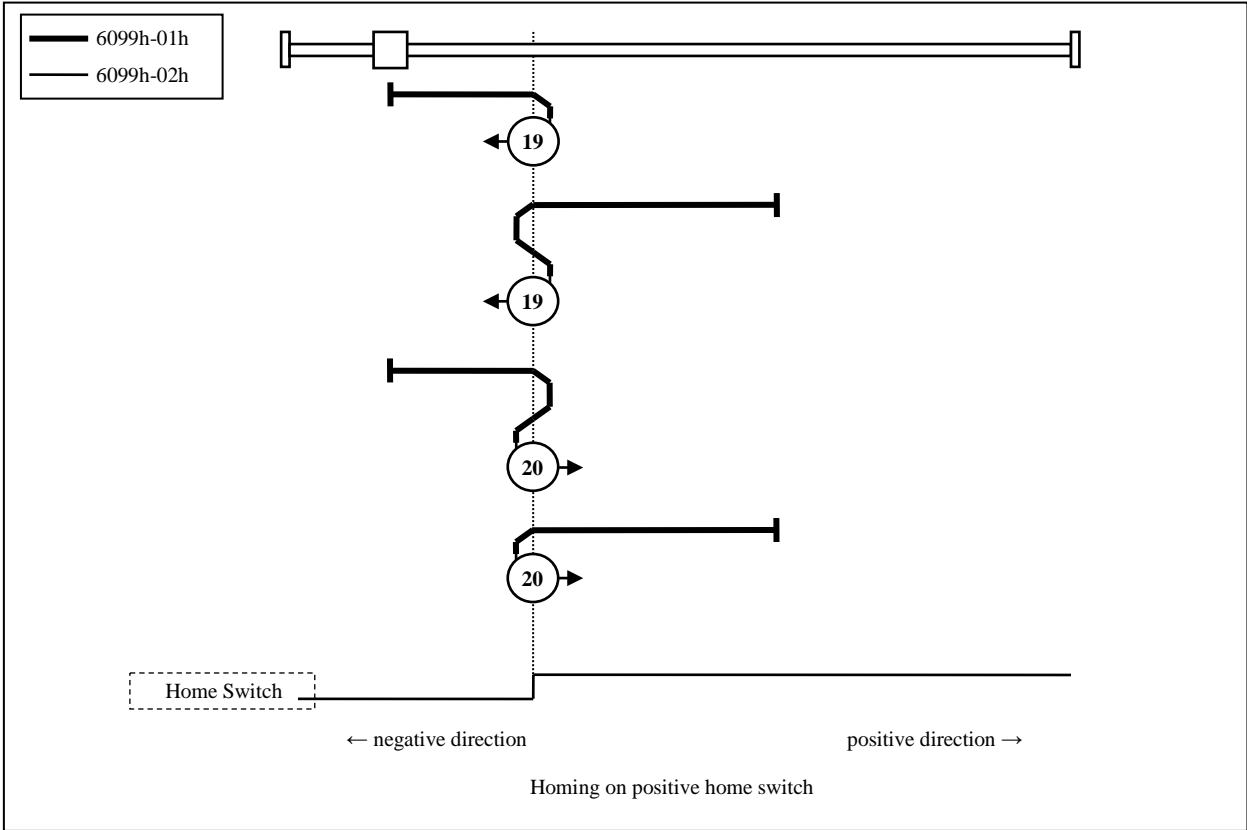 6099h-01h
6099h-02h
19
19
20
20
Home Switch
← negative direction
positive direction →
Homing on positive home switch